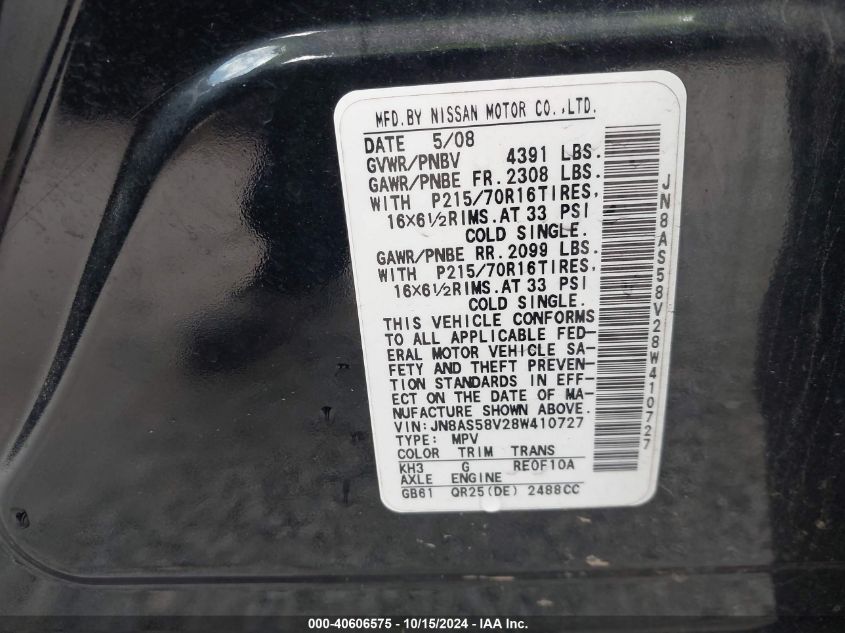 MFD.BY NISSAN MOTOR CO.,LTD.
DATE 5/08
GVWR/PNBV 4391 LBS.
GAWR/PNBE FR.2308 LBS.
WITH P215/70R16TIRES,
16X6½RIMS.AT 33 PSI
COLD SINGLE.
GAWR/PNBE RR.2099 LBS.
WITH P215/70R16TIRES,
16X6½RIMS.AT 33 PSI
COLD SINGLE.
THIS VEHICLE CONFORMS
TO ALL APPLICABLE FED-
ERAL MOTOR VEHICLE SA-
FETY AND THEFT PREVEN-
TION STANDARDS IN EFF-
ECT ON THE DATE OF MA-
NUFACTURE SHOWN ABOVE.
VIN:JN8AS58V28W410727
TYPE: MPV
COLOR TRIM TRANS
KH3 G RE0F10A
AXLE ENGINE
GB61 QR25(DE) 2488CC
JN8AS58V28W410727
000-40606575 - 10/15/2024 - IAA Inc.